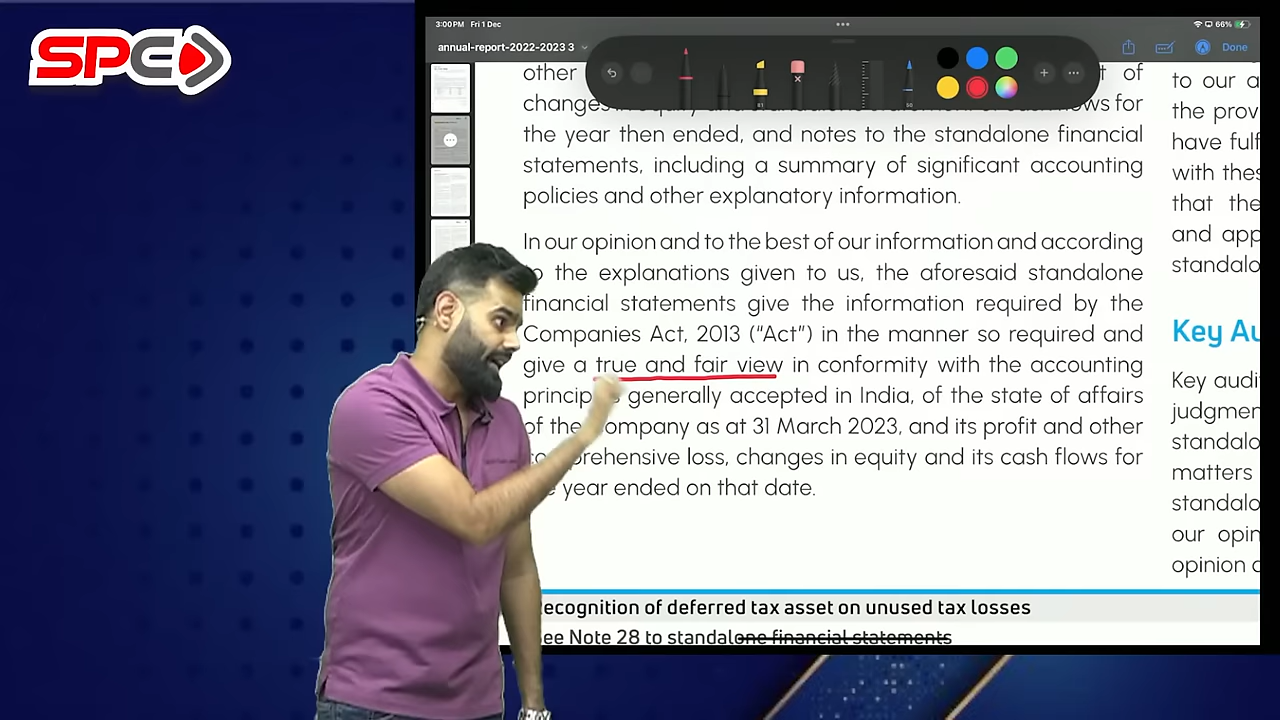 SPC
3:00PM Fri 1 Dec
66%
annual-report-2022-2023 3
Done
other of
changes in equity flows for
the year then ended, and notes to the standalone financial
statements, including a summary of significant accounting
policies and other explanatory information.
In our opinion and to the best of our information and according
the explanations given to us, the aforesaid standalone
financial statements give the information required by the
Companies Act, 2013 (“Act”) in the manner so required and
give a true and fair view in conformity with the accounting
generally accepted in India, of the state of affairs
of the Company as at 31 March 2023, and its profit and other
comprehensive loss, changes in equity and its cash flows for
year ended on that date.
to our a
the prov
have fulf
with thes
that the
and app
standalo
Key Au
Key audi
judgmen
standalo
matters
standalo
our opin
opinion a
Recognition of deferred tax asset on unused tax losses
See Note 28 to standalone financial statements